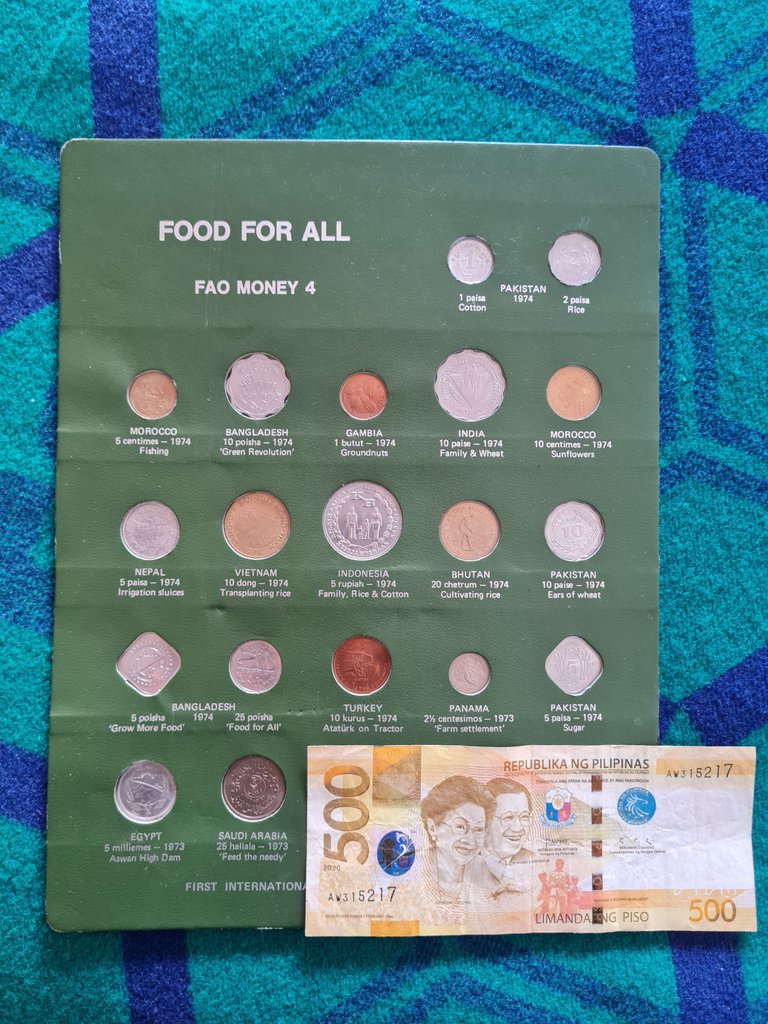 FOOD FOR ALL
FAO MONEY 4
1 paisa
Cotton
PAKISTAN
1974
2 paisa
Rice
MOROCCO
5 centimes – 1974
Fishing
BANGLADESH
10 poisha – 1974
'Green Revolution'
GAMBIA
1 butut – 1974
Groundnuts
INDIA
10 paise – 1974
Family & Wheat
MOROCCO
10 centimes – 1974
Sunflowers
NEPAL
5 paisa – 1974
Irrigation sluices
VIETNAM
10 dong – 1974
Transplanting rice
INDONESIA
5 rupiah – 1974
Family, Rice & Cotton
BHUTAN
20 chetrum – 1974
Cultivating rice
10
PAKISTAN
10 paise – 1974
Ears of wheat
BANGLADESH
1974
5 poisha
'Grow More Food'
25 poisha
'Food for All'
TURKEY
10 kurus – 1974
Atatürk on Tractor
PANAMA
2½ centesimos – 1973
'Farm settlement'
5
PAKISTAN
5 paisa – 1974
Sugar
EGYPT
5 milliemes – 1973
Aswan High Dam
SAUDI ARABIA
25 hallala – 1973
'Feed the needy'
FIRST INTERNATIONA
REPUBLIKA NG PILIPINAS
AW315217
500
2020
AW315217
LIMANDAANG PISO
500